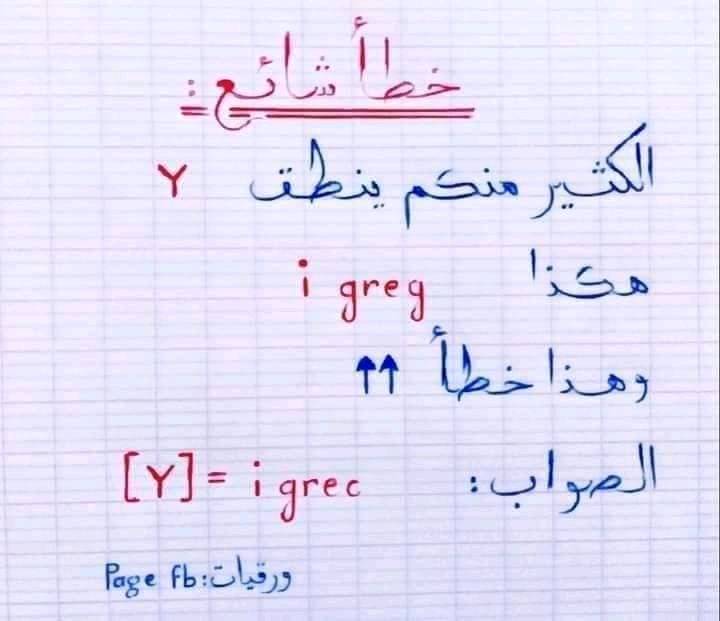 خطأ شائع :
الكثير منكم ينطق Y
هكذا i greg
وهذا خطأ ↑↑
الصواب: [Y] = i grec
Page fb: ورقيات